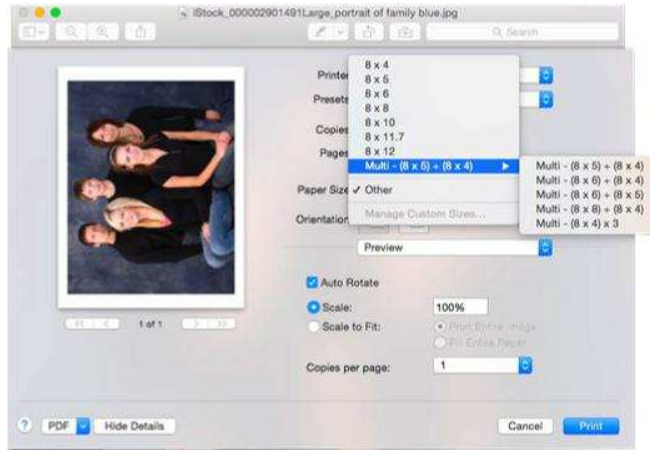 iStock_000002901491Large_portrait of family blue.jpg
Search
Printer
Presets
Copies
Pages
Paper Size
Orientation
8 x 4
8 x 5
8 x 6
8 x 8
8 x 10
8 x 11.7
8 x 12
Multi - (8 x 5) + (8 x 4)
✓ Other
Manage Custom Sizes...
Multi - (8 x 5) + (8 x 4)
Multi - (8 x 6) + (8 x 4)
Multi - (8 x 6) + (8 x 5)
Multi - (8 x 8) + (8 x 4)
Multi - (8 x 4) x 3
Preview
Auto Rotate
Scale: 100%
Scale to Fit: Print Entire Image
Fill Entire Paper
Copies per page: 1
1 of 1
? PDF Hide Details Cancel Print